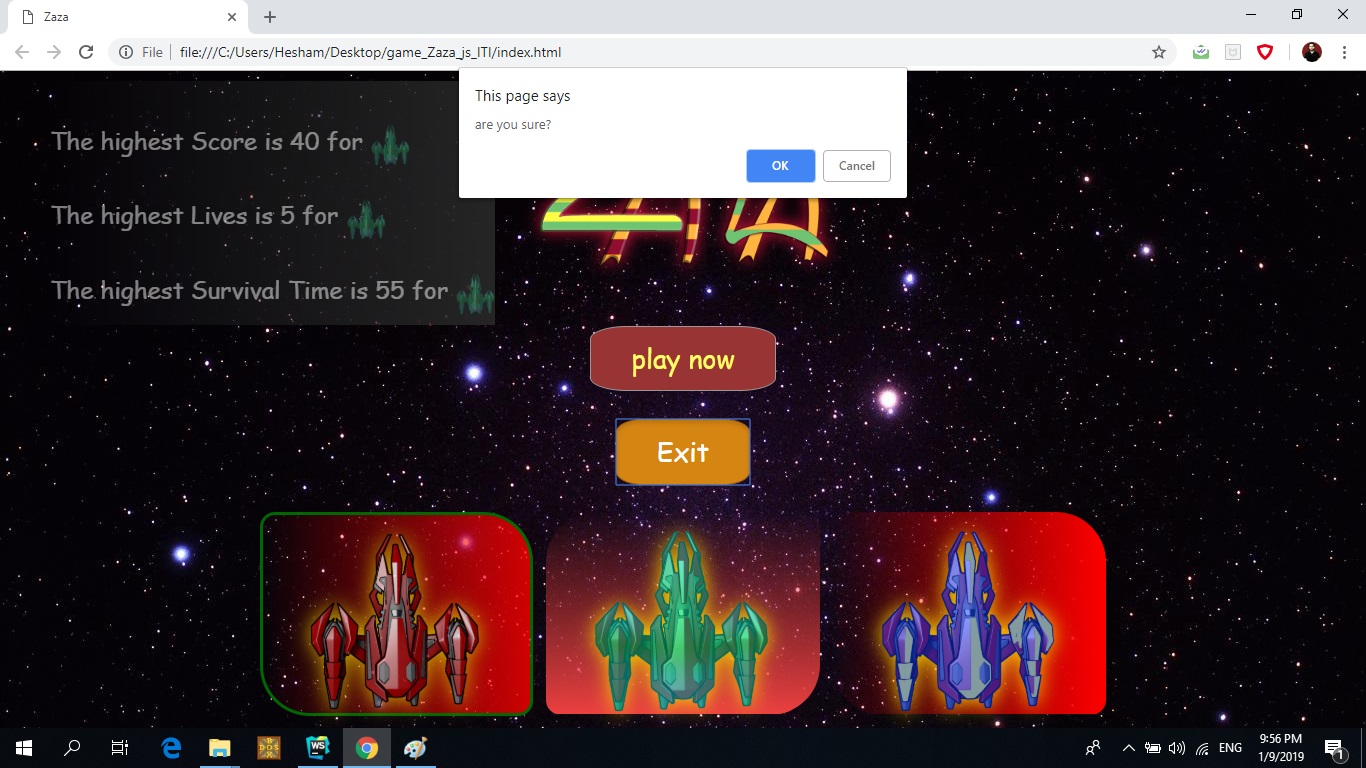 Zaza
File
file:///C:/Users/Hesham/Desktop/game_Zaza_js_ITI/index.html
This page says
are you sure?
OK
Cancel
The highest Score is 40 for
The highest Lives is 5 for
The highest Survival Time is 55 for
play now
Exit
WS
ENG
9:56 PM
1/9/2019
1